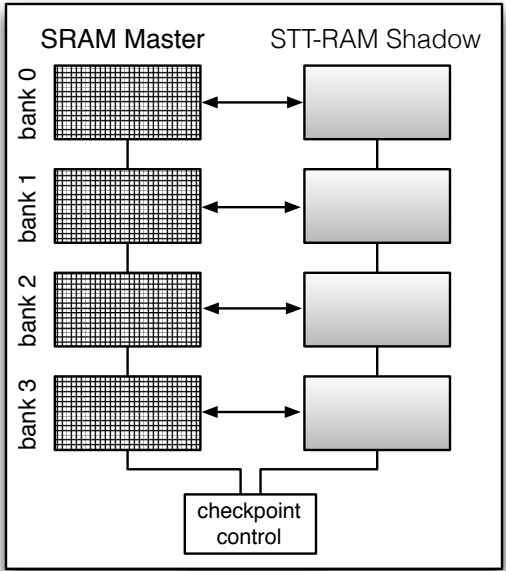 SRAM Master
STT-RAM Shadow
bank 0
bank 1
bank 2
bank 3
checkpoint
control